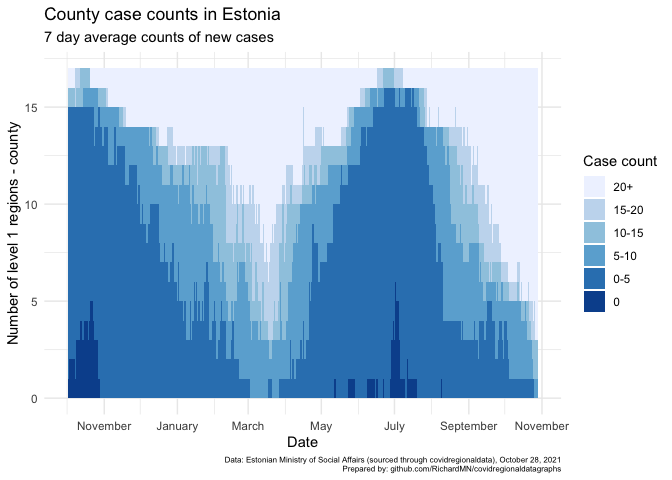 County case counts in Estonia
7 day average counts of new cases
Number of level 1 regions - county
15
10
5
0
November
January
March
May
July
September
November
Date
Case count
20+
15-20
10-15
5-10
0-5
0
Data: Estonian Ministry of Social Affairs (sourced through covidregionaldata), October 28, 2021
Prepared by: github.com/RichardMN/covidregionaldatagraphs